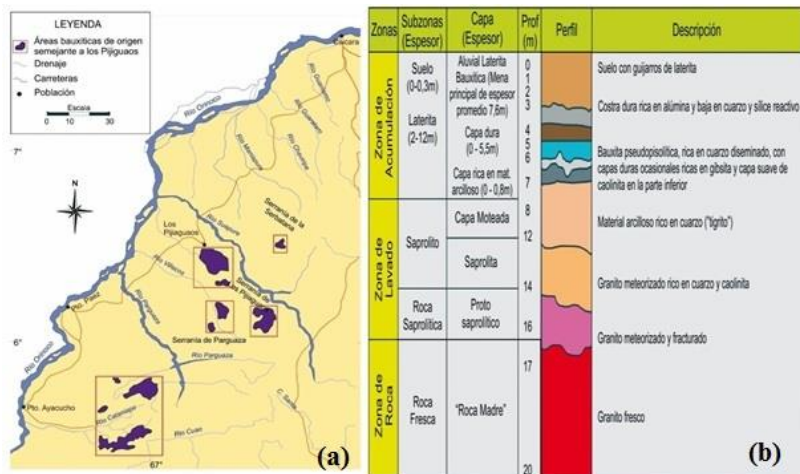 LEYENDA
Áreas bauxíticas de origen
semejante a los Pijiguaos
Drenaje
Carreteras
Población
Escala
0 10 30
Caicara
Río Orinoco
7°
N
Río Suapure
Serranía de la
Cerbatana
Los
Pijiguaos
Río Villacoa
Serranía de
Los Pijiguaos
Pto. Páez
Río Parguaza
Serranía de Parguaza
6°
Río Parguaza
Río Orinoco
Pto. Ayacucho
Río Cataniapo
Río Cuao
67°
(a)
Zonas
Subzonas
(Espesor)
Capa
(Espesor)
Prof
(m)
Perfil
Descripción
Zona de
Acumulación
Suelo
(0-0,3m)
Laterita
(2-12m)
Aluvial Laterita
Bauxítica (Mena
principal de espesor
promedio 7,6m)
Capa dura
(0 - 5,5m)
Capa rica en mat.
arcilloso (0 - 0,8m)
0
1
2
3
4
5
6
7
Suelo con guijarros de laterita
Costra dura rica en alúmina y baja en cuarzo y sílice reactivo
Bauxita pseudopisolítica, rica en cuarzo diseminado, con
capas duras ocasionales ricas en gibsita y capa suave de
caolinita en la parte inferior
Zona de
Lavado
Saprolito
Capa Moteada
Saprolita
8
12
14
Material arcilloso rico en cuarzo ("tigrito")
Granito meteorizado rico en cuarzo y caolinita
Roca
Saprolítica
Proto
saprolítico
16
Granito meteorizado y fracturado
Zona de
Roca
Roca
Fresca
"Roca Madre"
17
20
Granito fresco
(b)